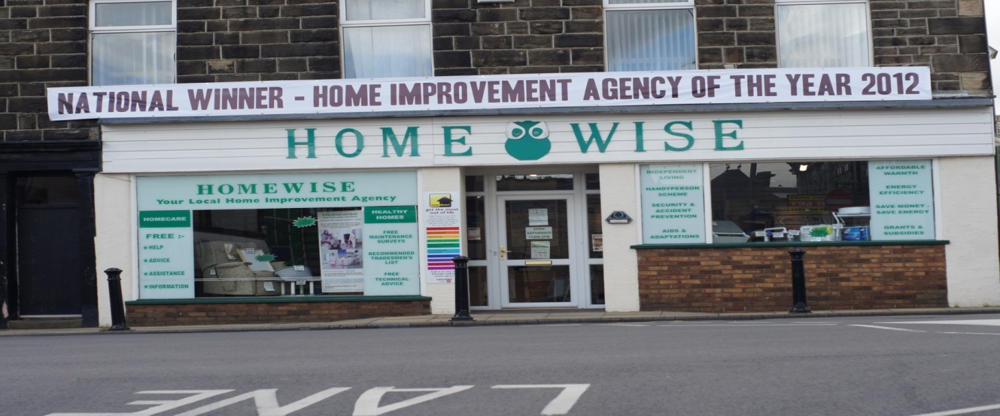 NATIONAL WINNER - HOME IMPROVEMENT AGENCY OF THE YEAR 2012
HOME WISE
HOMEWISE
Your Local Home Improvement Agency
HOMECARE
FREE :-
★ HELP
★ ADVICE
★ ASSISTANCE
★ INFORMATION
HEALTHY
HOMES
FREE
MAINTENANCE
SURVEYS
RECOMMENDED
TRADESMEN'S
LIST
FREE
TECHNICAL
ADVICE
get the most
out of life
OPEN
SATURDAYS
INDEPENDENT
LIVING
HANDYPERSON
SCHEME
SECURITY &
ACCIDENT
PREVENTION
AIDS &
ADAPTATIONS
AFFORDABLE
WARMTH
ENERGY
EFFICIENCY
SAVE MONEY -
SAVE ENERGY
GRANTS &
SUBSIDIES
LANE